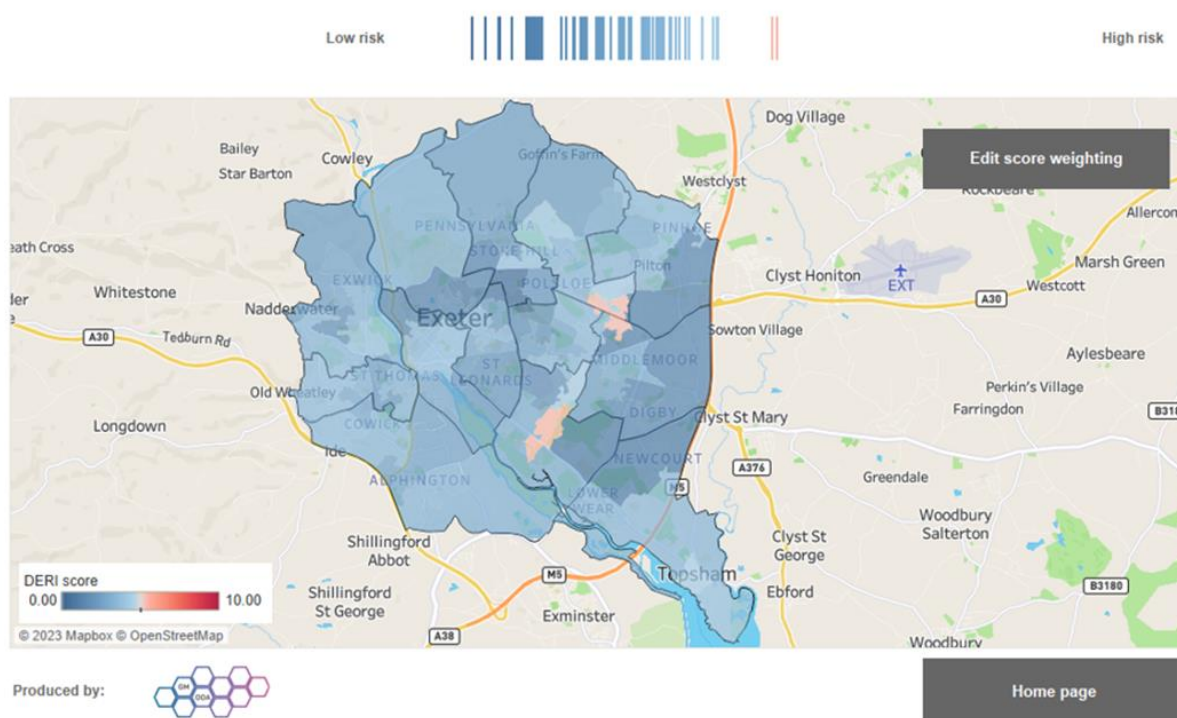 Low risk
High risk
Dog Village
Bailey
Cowley
Goffin's Farm
Edit score weighting
Star Barton
Westclyst
Rockbeare
Allercon
PENNSYLVANIA
PINHOE
STOKE HILL
eath Cross
Pilton
Marsh Green
EXWICK
POLSLOE
Clyst Honiton
EXT
Westcott
Whitestone
A30
Nadderwater
Exeter
Sowton Village
A30
Tedburn Rd
MIDDLEMOOR
Aylesbeare
ST THOMAS
ST
LEONARDS
Perkin's Village
Old Wheatley
DIGBY
Clyst St Mary
Farringdon
B318
Longdown
COWICK
Ide
NEWCOURT
A376
ALPHINGTON
M5
Greendale
LOWER
WEAR
Woodbury
Salterton
Shillingford
Abbot
Clyst St
George
DERI score
0.00
10.00
M5
Topsham
Ebford
B3180
Shillingford
St George
Exminster
© 2023 Mapbox © OpenStreetMap
A38
Woodbury
Produced by:
GM
ODA
Home page